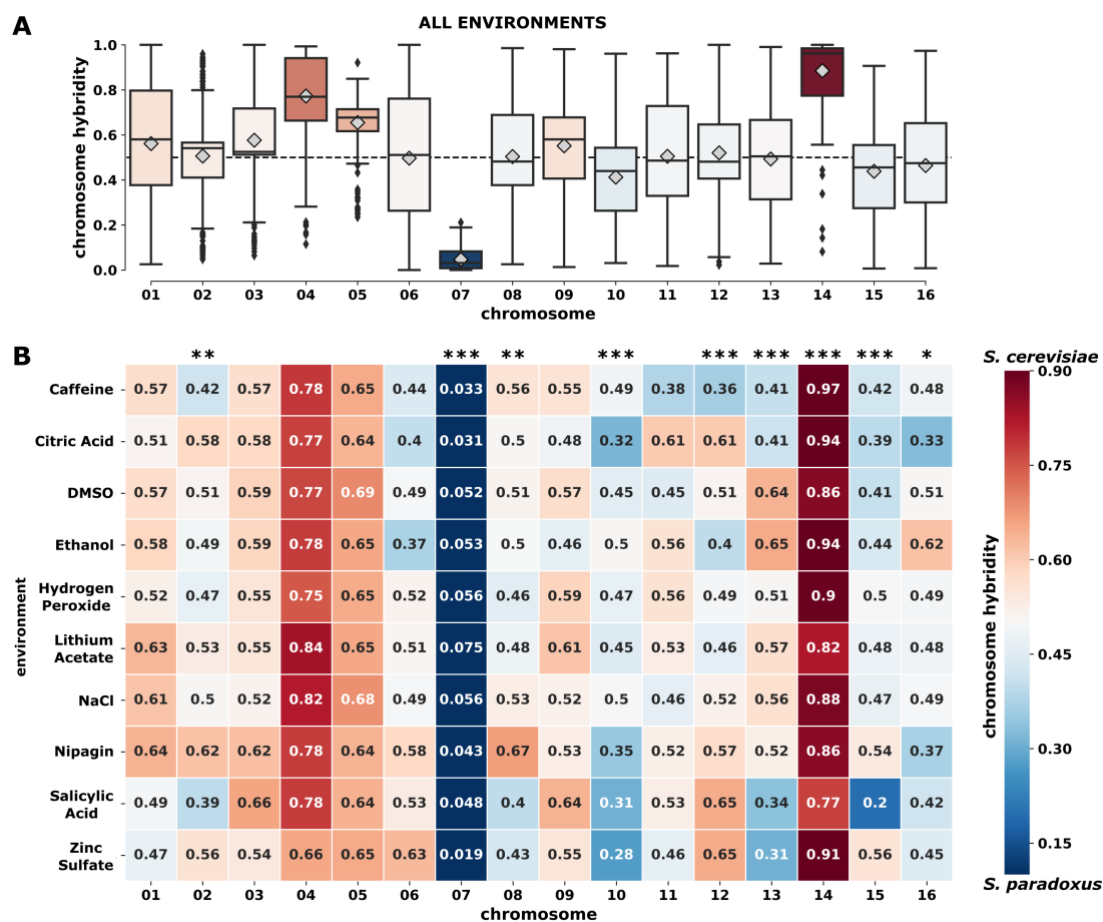 A
ALL ENVIRONMENTS
chromosome hybridity
1.0
0.8
0.6
0.4
0.2
0.0
01 02 03 04 05 06 07 08 09 10 11 12 13 14 15 16
chromosome
B
** *** ** *** *** *** *** *** *
environment
Caffeine 0.57 0.42 0.57 0.78 0.65 0.44 0.033 0.56 0.55 0.49 0.38 0.36 0.41 0.97 0.42 0.48
Citric Acid 0.51 0.58 0.58 0.77 0.64 0.4 0.031 0.5 0.48 0.32 0.61 0.61 0.41 0.94 0.39 0.33
DMSO 0.57 0.51 0.59 0.77 0.69 0.49 0.052 0.51 0.57 0.45 0.45 0.51 0.64 0.86 0.41 0.51
Ethanol 0.58 0.49 0.59 0.78 0.65 0.37 0.053 0.5 0.46 0.5 0.56 0.4 0.65 0.94 0.44 0.62
Hydrogen
Peroxide 0.52 0.47 0.55 0.75 0.65 0.52 0.056 0.46 0.59 0.47 0.56 0.49 0.51 0.9 0.5 0.49
Lithium
Acetate 0.63 0.53 0.55 0.84 0.65 0.51 0.075 0.48 0.61 0.45 0.53 0.46 0.57 0.82 0.48 0.48
NaCl 0.61 0.5 0.52 0.82 0.68 0.49 0.056 0.53 0.52 0.5 0.46 0.52 0.56 0.88 0.47 0.49
Nipagin 0.64 0.62 0.62 0.78 0.64 0.58 0.043 0.67 0.53 0.35 0.52 0.57 0.52 0.86 0.54 0.37
Salicylic
Acid 0.49 0.39 0.66 0.78 0.64 0.53 0.048 0.4 0.64 0.31 0.53 0.65 0.34 0.77 0.2 0.42
Zinc
Sulfate 0.47 0.56 0.54 0.66 0.65 0.63 0.019 0.43 0.55 0.28 0.46 0.65 0.31 0.91 0.56 0.45
01 02 03 04 05 06 07 08 09 10 11 12 13 14 15 16
chromosome
S. cerevisiae
0.90
0.75
0.60
0.45
0.30
0.15
chromosome hybridity
S. paradoxus